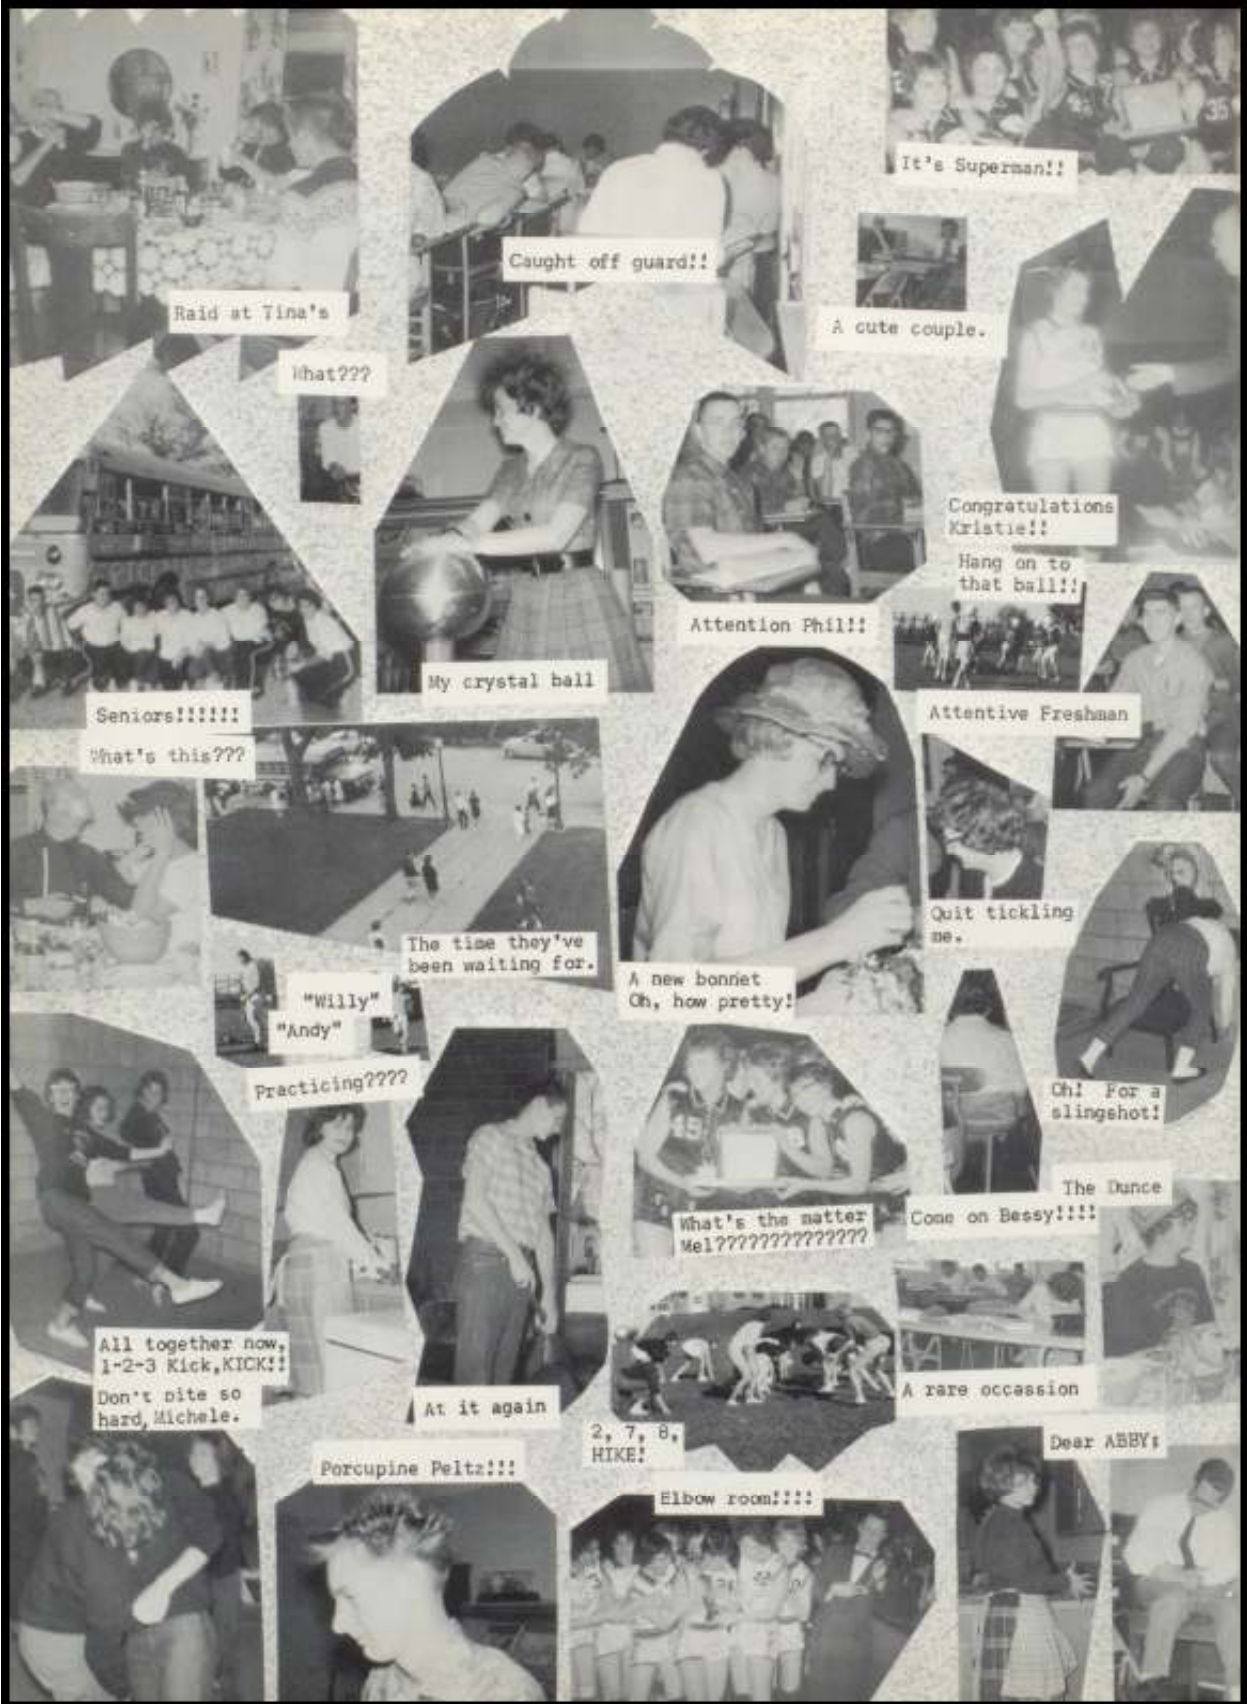 It's Superman!!
Caught off guard!!
Raid at Tina's
A cute couple.
What???
Congratulations
Kristie!!
Hang on to
that ball!!
Attention Phil!!
My crystal ball
Seniors!!!!!!
Attentive Freshman
What's this???
Quit tickling
me.
The time they've
been waiting for.
A new bonnet
Oh, how pretty!
"Willy"
"Andy"
Practicing????
Oh! For a
slingshot!
The Dunce
Come on Bessy!!!!
What's the matter
Mel??????????????
All together now,
1-2-3 Kick,KICK!!
Don't bite so
hard, Michele.
At it again
A rare occassion
2, 7, 8,
HIKE!
Dear ABBY:
Porcupine Peltz!!!
Elbow room!!!!
35
49